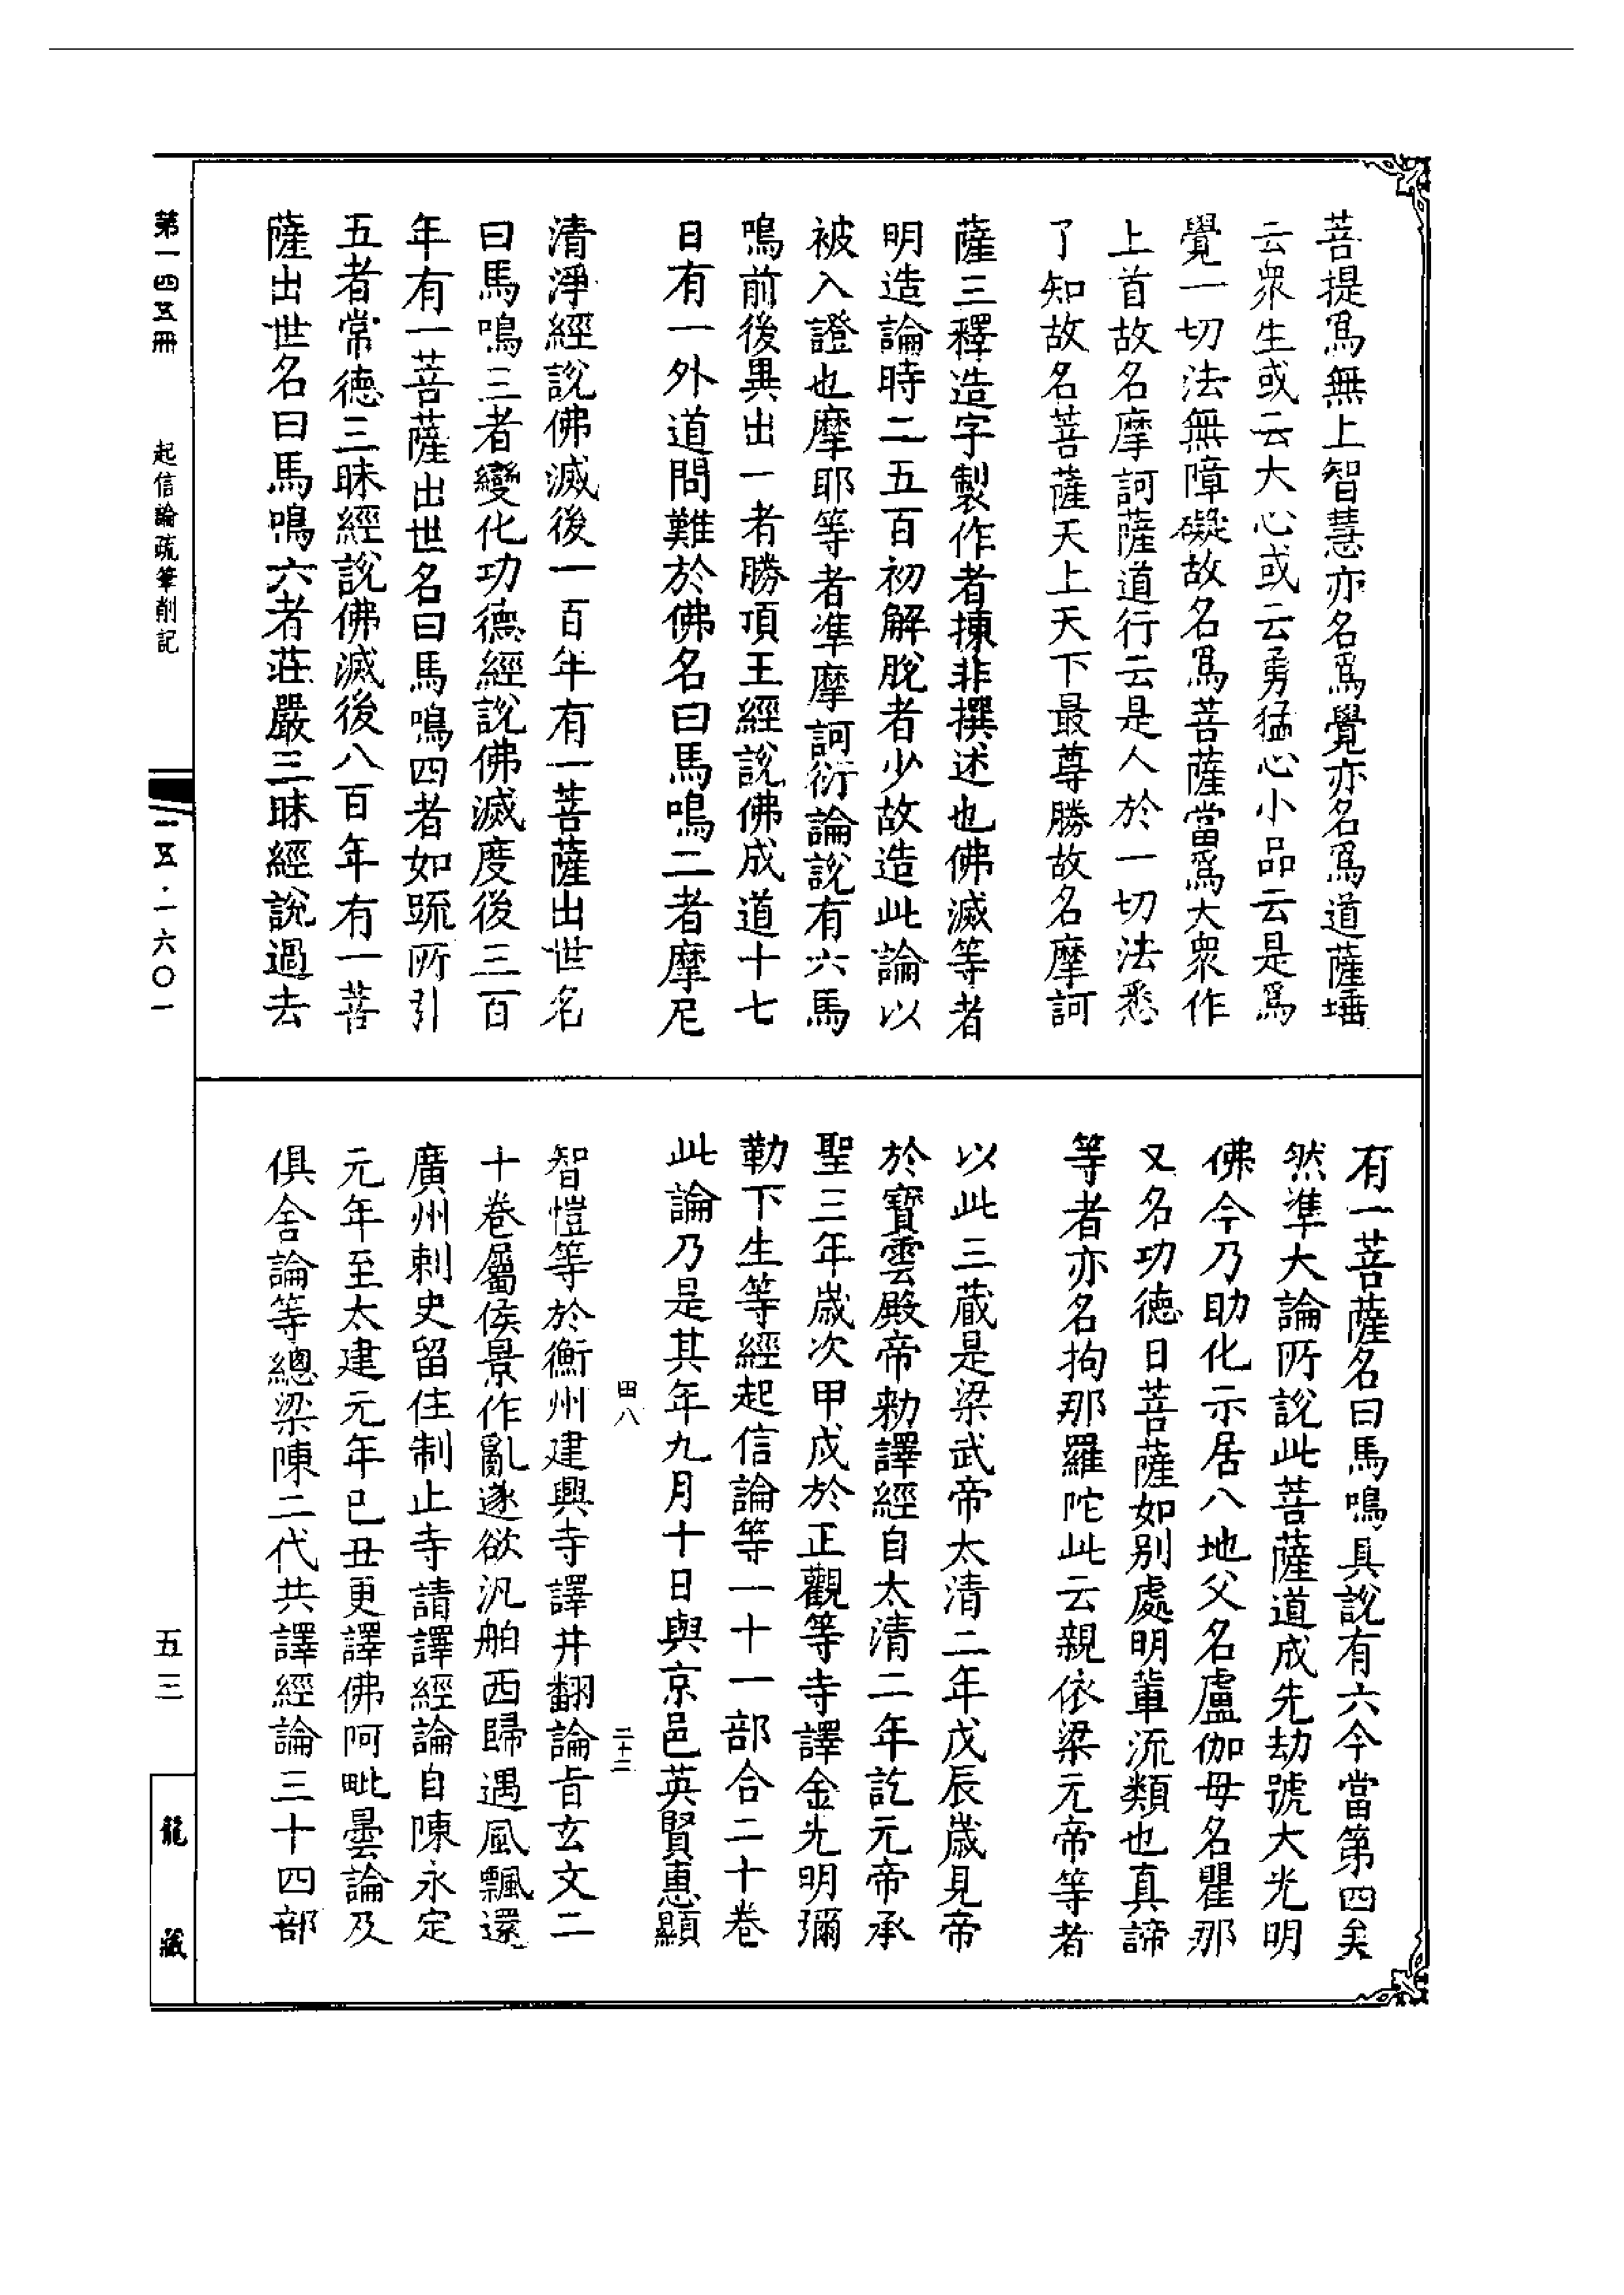 菩提爲無上智慧亦名爲覺亦名爲道薩埵
云衆生或云大心或云勇猛心小品云是爲
覺一切法無障礙故名爲菩薩當爲大衆作
上首故名摩訶薩道行云是人於一切法悉
了知故名菩薩天上天下最尊勝故名摩訶
薩三釋造字製作者揀非撰述也佛滅等者
明造論時二五百初解脫者少故造此論以
被入證也摩耶等者準摩訶衍論說有六馬
鳴前後異出一者勝頂王經說佛成道十七
日有一外道問難於佛名曰馬鳴二者摩尼
清淨經說佛滅後一百年有一菩薩出世名
曰馬鳴三者變化功德經說佛滅度後三百
年有一菩薩出世名曰馬鳴四者如疏所引
五者常德三昧經說佛滅後八百年有一菩
薩出世名曰馬鳴六者莊嚴三昧經說過去
有一菩薩名曰馬鳴具說有六今當第四矣
然準大論所說此菩薩道成先劫號大光明
佛今乃助化示居八地父名盧伽母名瞿那
又名功德日菩薩如別處明軰流類也真諦
等者亦名拘那羅陀此云親依梁元帝等者
以此三藏是梁武帝太清二年戊辰歲見帝
於寶雲殿帝勅譯經自太清二年訖元帝承
聖三年歲次甲戌於正觀等寺譯金光明彌
勒下生等經起信論等一十一部合二十卷
此論乃是其年九月十日與京邑英賢惠顯
田八
二十二
智愷等於衡州建興寺譯并翻論旨玄文二
十卷屬侯景作亂遂欲汎舶西歸遇風飄還
廣州剌史留住制止寺請譯經論自陳永定
元年至太建元年己丑更譯佛阿毗曇論及
俱舍論等總梁陳二代共譯經論三十四部
第一四五冊
起信論疏筆削記
一五·一六〇一
五三
龍藏